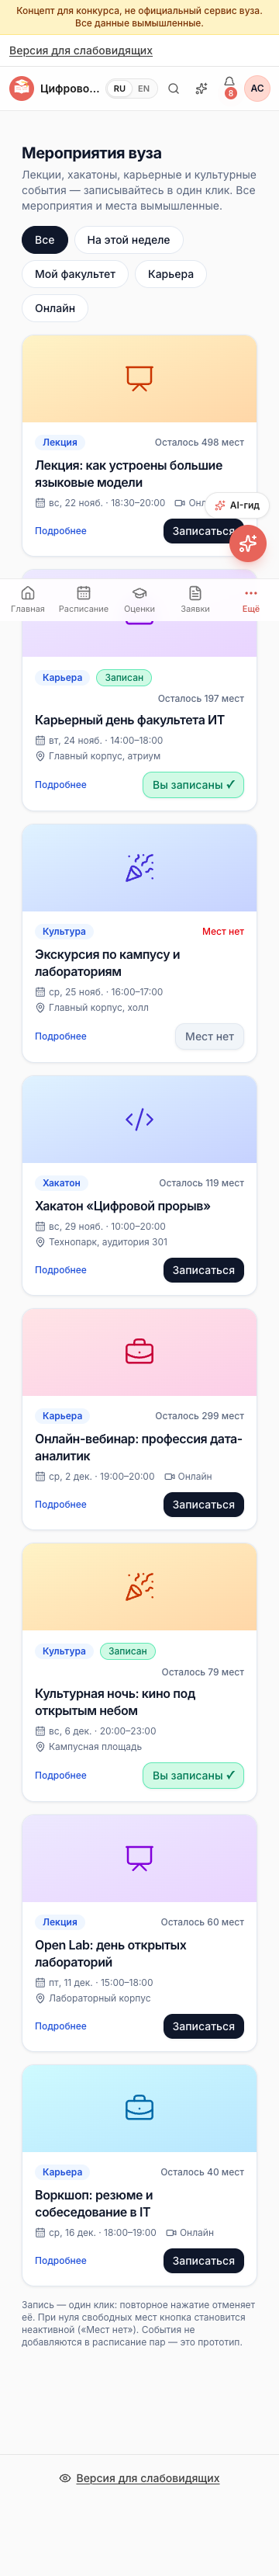 Концепт для конкурса, не официальный сервис вуза.
Все данные вымышленные.
Версия для слабовидящих
Цифрово...
RU EN
8
АС
Мероприятия вуза
Лекции, хакатоны, карьерные и культурные
события — записывайтесь в один клик. Все
мероприятия и места вымышленные.
Все
На этой неделе
Мой факультет
Карьера
Онлайн
Лекция
Осталось 498 мест
Лекция: как устроены большие
языковые модели
вс, 22 нояб. · 18:30–20:00
AI-гид
Подробнее
Записаться
Главная
Расписание
Оценки
Заявки
Ещё
Карьера
Записан
Осталось 197 мест
Карьерный день факультета ИТ
вт, 24 нояб. · 14:00–18:00
Главный корпус, атриум
Подробнее
Вы записаны ✓
Культура
Мест нет
Экскурсия по кампусу и
лабораториям
ср, 25 нояб. · 16:00–17:00
Главный корпус, холл
Подробнее
Мест нет
Хакатон
Осталось 119 мест
Хакатон «Цифровой прорыв»
вс, 29 нояб. · 10:00–20:00
Технопарк, аудитория 301
Подробнее
Записаться
Карьера
Осталось 299 мест
Онлайн-вебинар: профессия дата-
аналитик
ср, 2 дек. · 19:00–20:00
Онлайн
Подробнее
Записаться
Культура
Записан
Осталось 79 мест
Культурная ночь: кино под
открытым небом
вс, 6 дек. · 20:00–23:00
Кампусная площадь
Подробнее
Вы записаны ✓
Лекция
Осталось 60 мест
Open Lab: день открытых
лабораторий
пт, 11 дек. · 15:00–18:00
Лабораторный корпус
Подробнее
Записаться
Карьера
Осталось 40 мест
Воркшоп: резюме и
собеседование в IT
ср, 16 дек. · 18:00–19:00
Онлайн
Подробнее
Записаться
Запись — один клик: повторное нажатие отменяет
её. При нуля свободных мест кнопка становится
неактивной («Мест нет»). События не
добавляются в расписание пар — это прототип.
Версия для слабовидящих